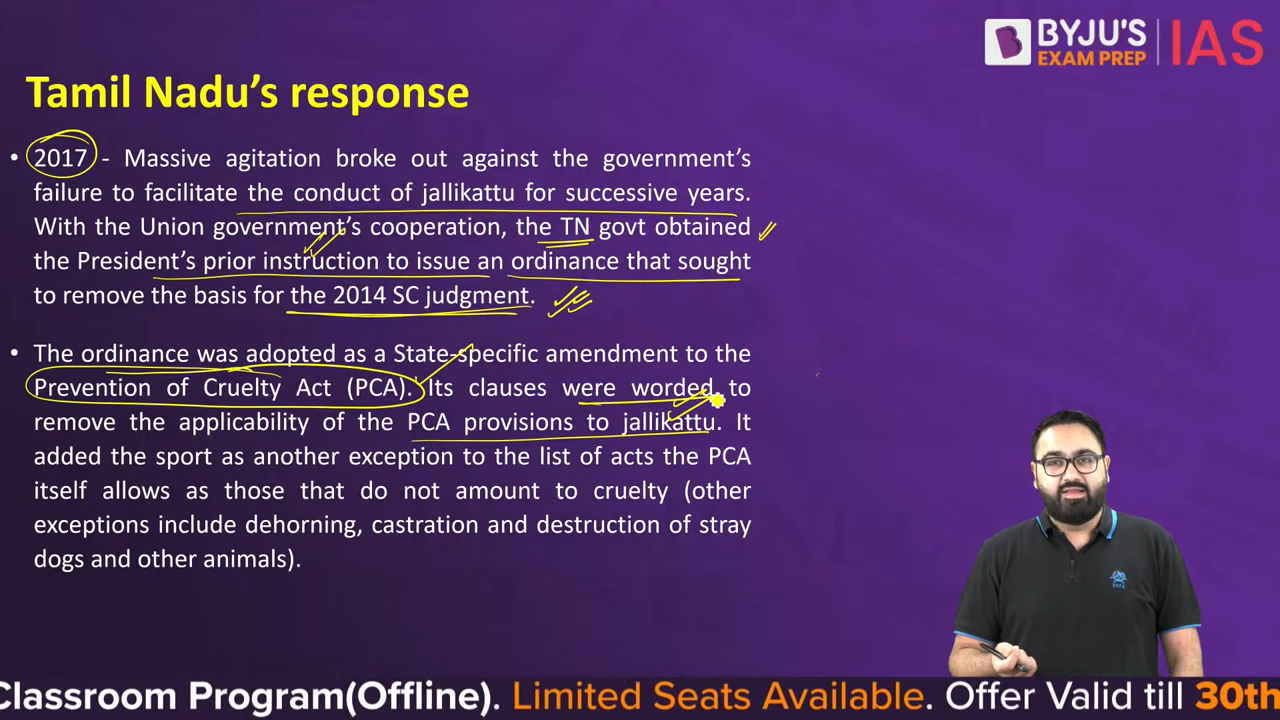 BYJU'S
EXAM PREP
IAS
Tamil Nadu's response
• 2017 - Massive agitation broke out against the government's
failure to facilitate the conduct of jallikattu for successive years.
With the Union government's cooperation, the TN govt obtained
the President's prior instruction to issue an ordinance that sought
to remove the basis for the 2014 SC judgment.
• The ordinance was adopted as a State-specific amendment to the
Prevention of Cruelty Act (PCA). Its clauses were worded to
remove the applicability of the PCA provisions to jallikattu. It
added the sport as another exception to the list of acts the PCA
itself allows as those that do not amount to cruelty (other
exceptions include dehorning, castration and destruction of stray
dogs and other animals).
Classroom Program(Offline). Limited Seats Available. Offer Valid till 30th